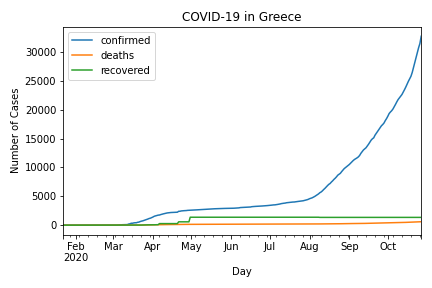 COVID-19 in Greece
confirmed
deaths
recovered
Number of Cases
30000
25000
20000
15000
10000
5000
0
Feb Mar Apr May Jun Jul Aug Sep Oct
2020
Day